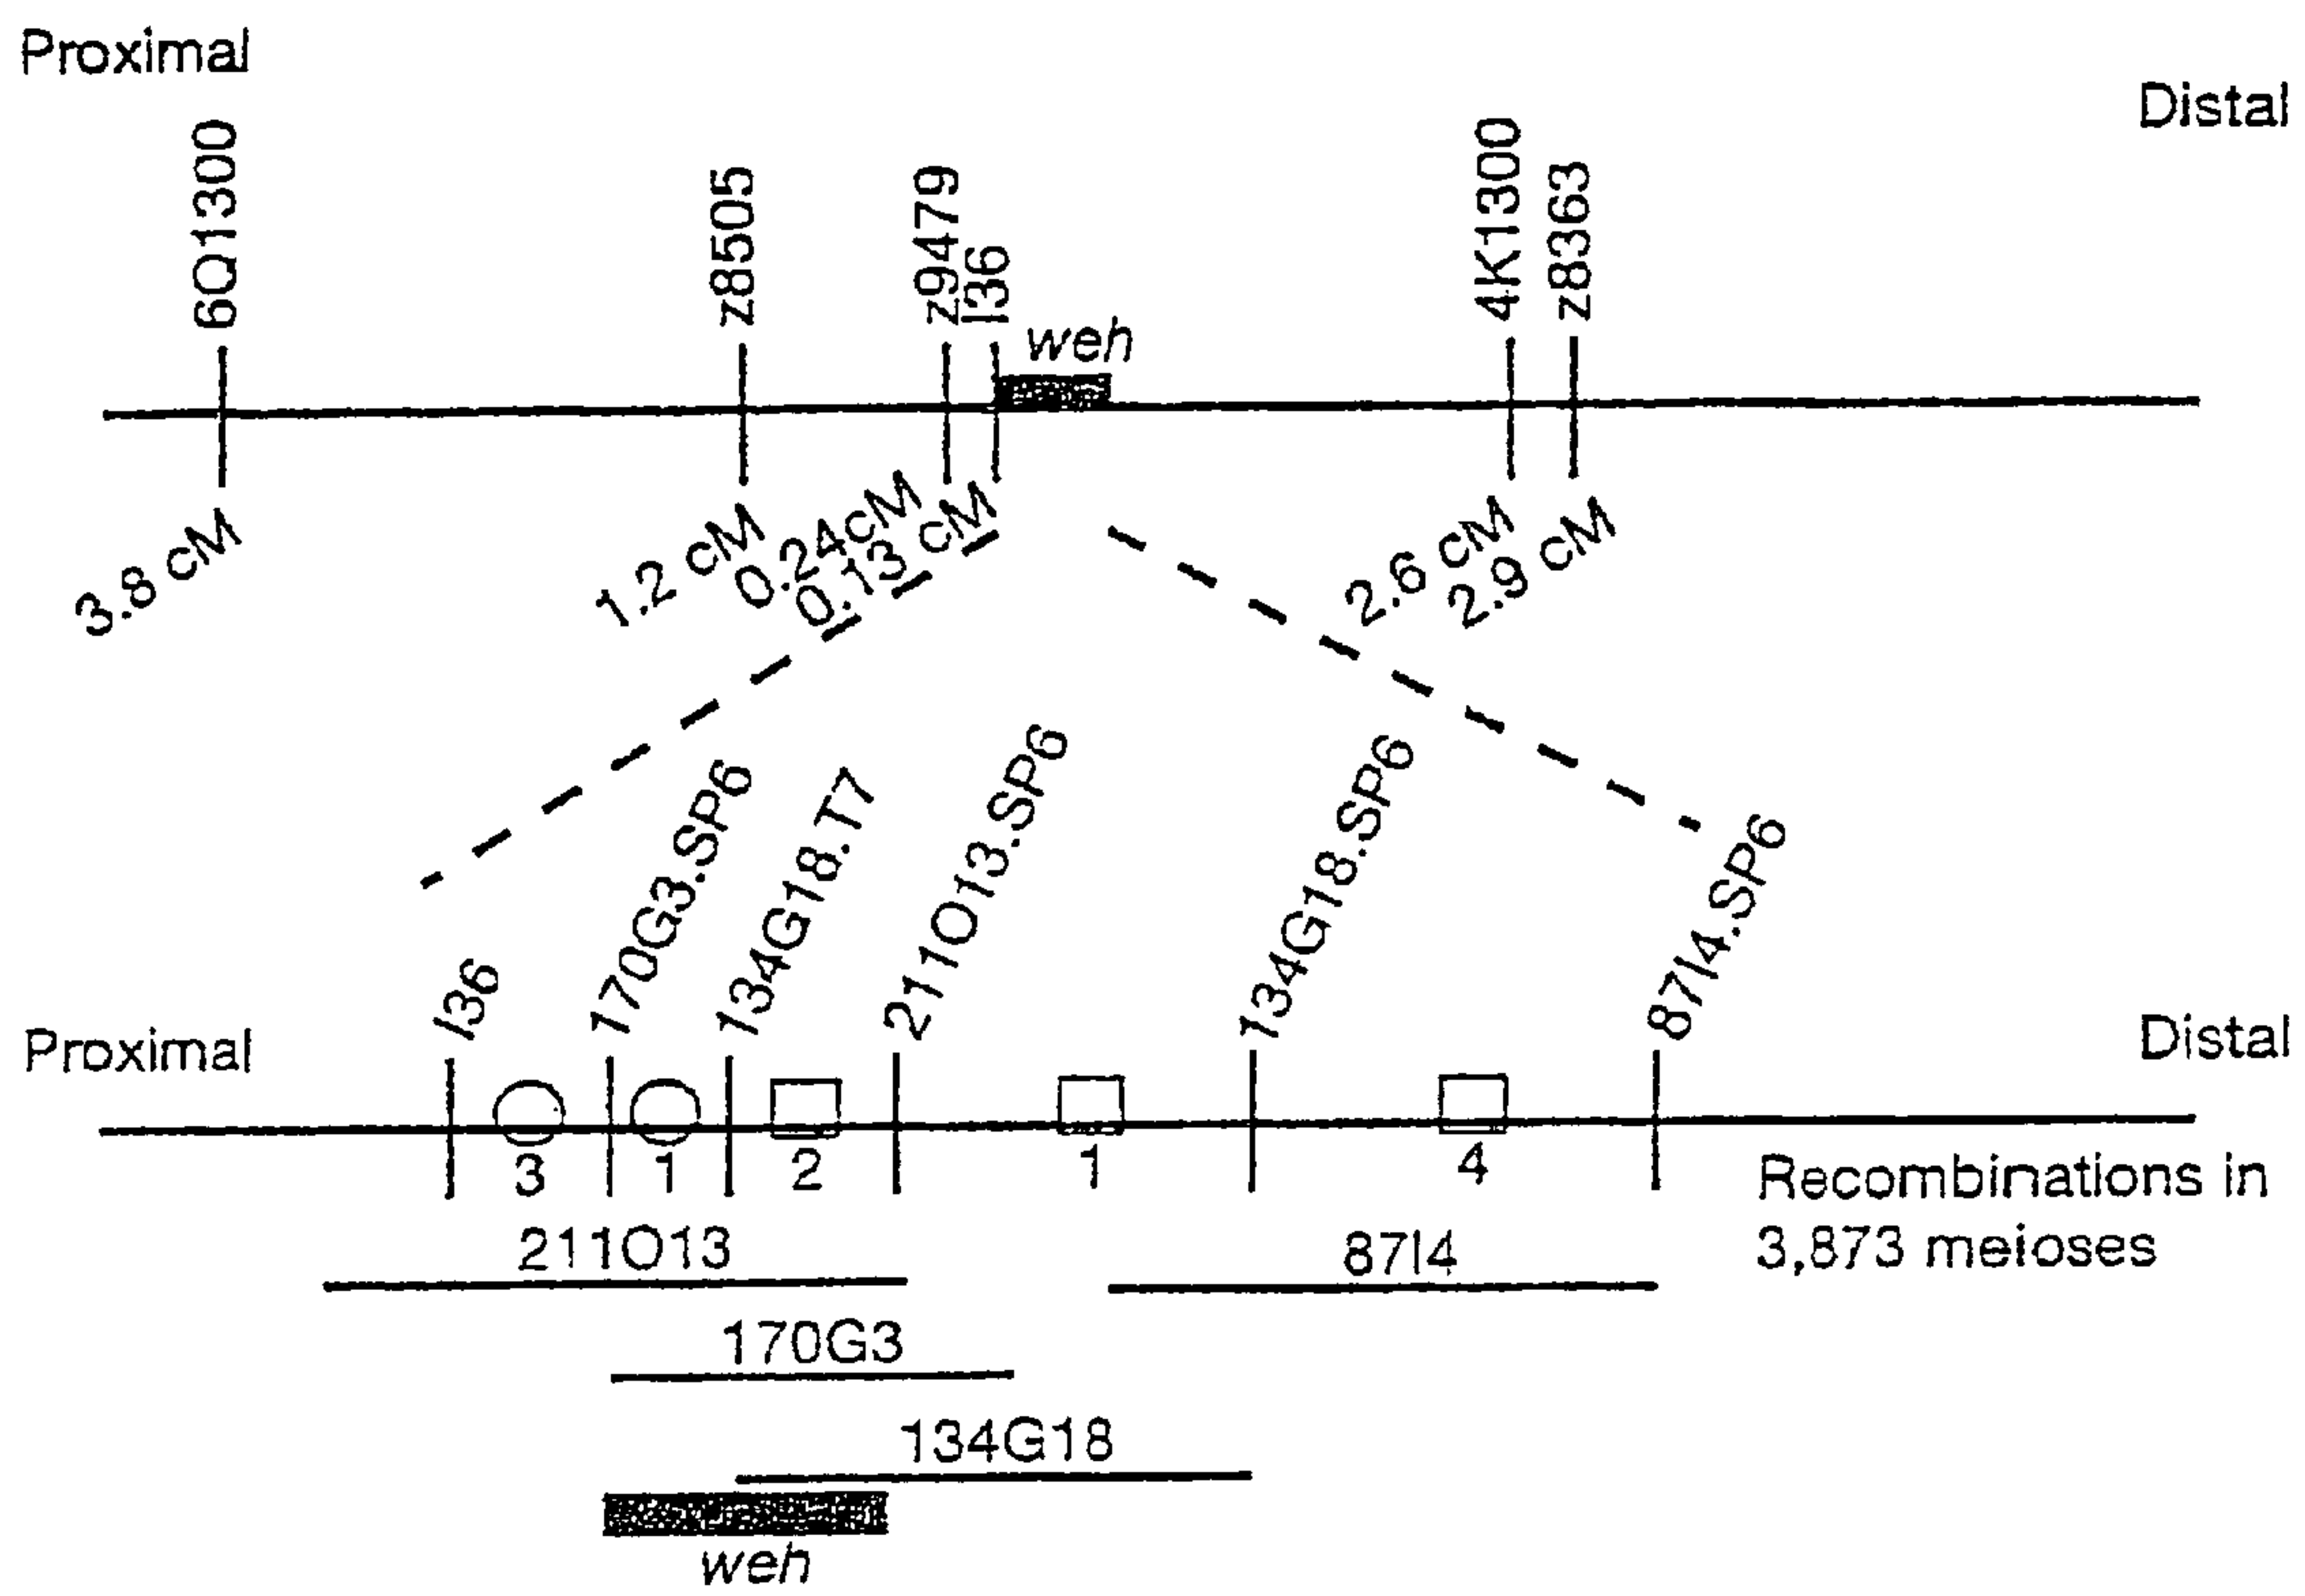 Proximal
Distal
6Q1300
z8505
z9479
I36
4K1300
z8363
weh
3.8 cM
1.2 cM
0.24cM
0.13 cM
2.6 cM
2.9 cM
I36
170G3.SP6
134G18.T7
211O13.SP6
134G18.SP6
87I4.SP6
Proximal
Distal
3
1
2
1
4
Recombinations in
3,873 meioses
211O13
87I4
170G3
134G18
weh